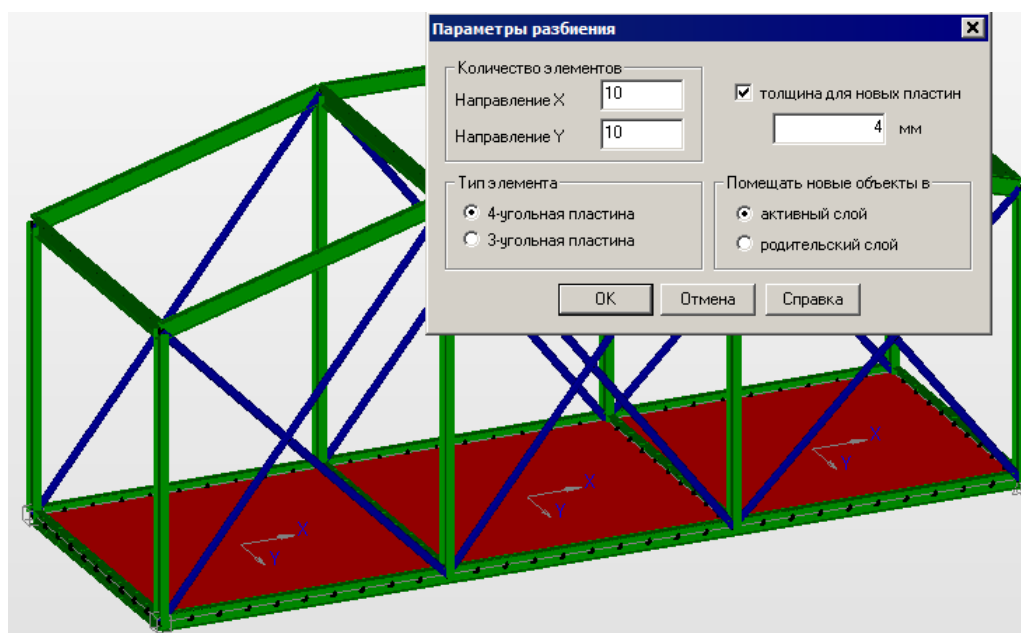 Параметры разбиения
Количество элементов
Направление X 10
Направление Y 10
толщина для новых пластин
4 мм
Тип элемента
4-угольная пластина
3-угольная пластина
Помещать новые объекты в
активный слой
родительский слой
OK Отмена Справка
X
Y
X
Y
X
Y